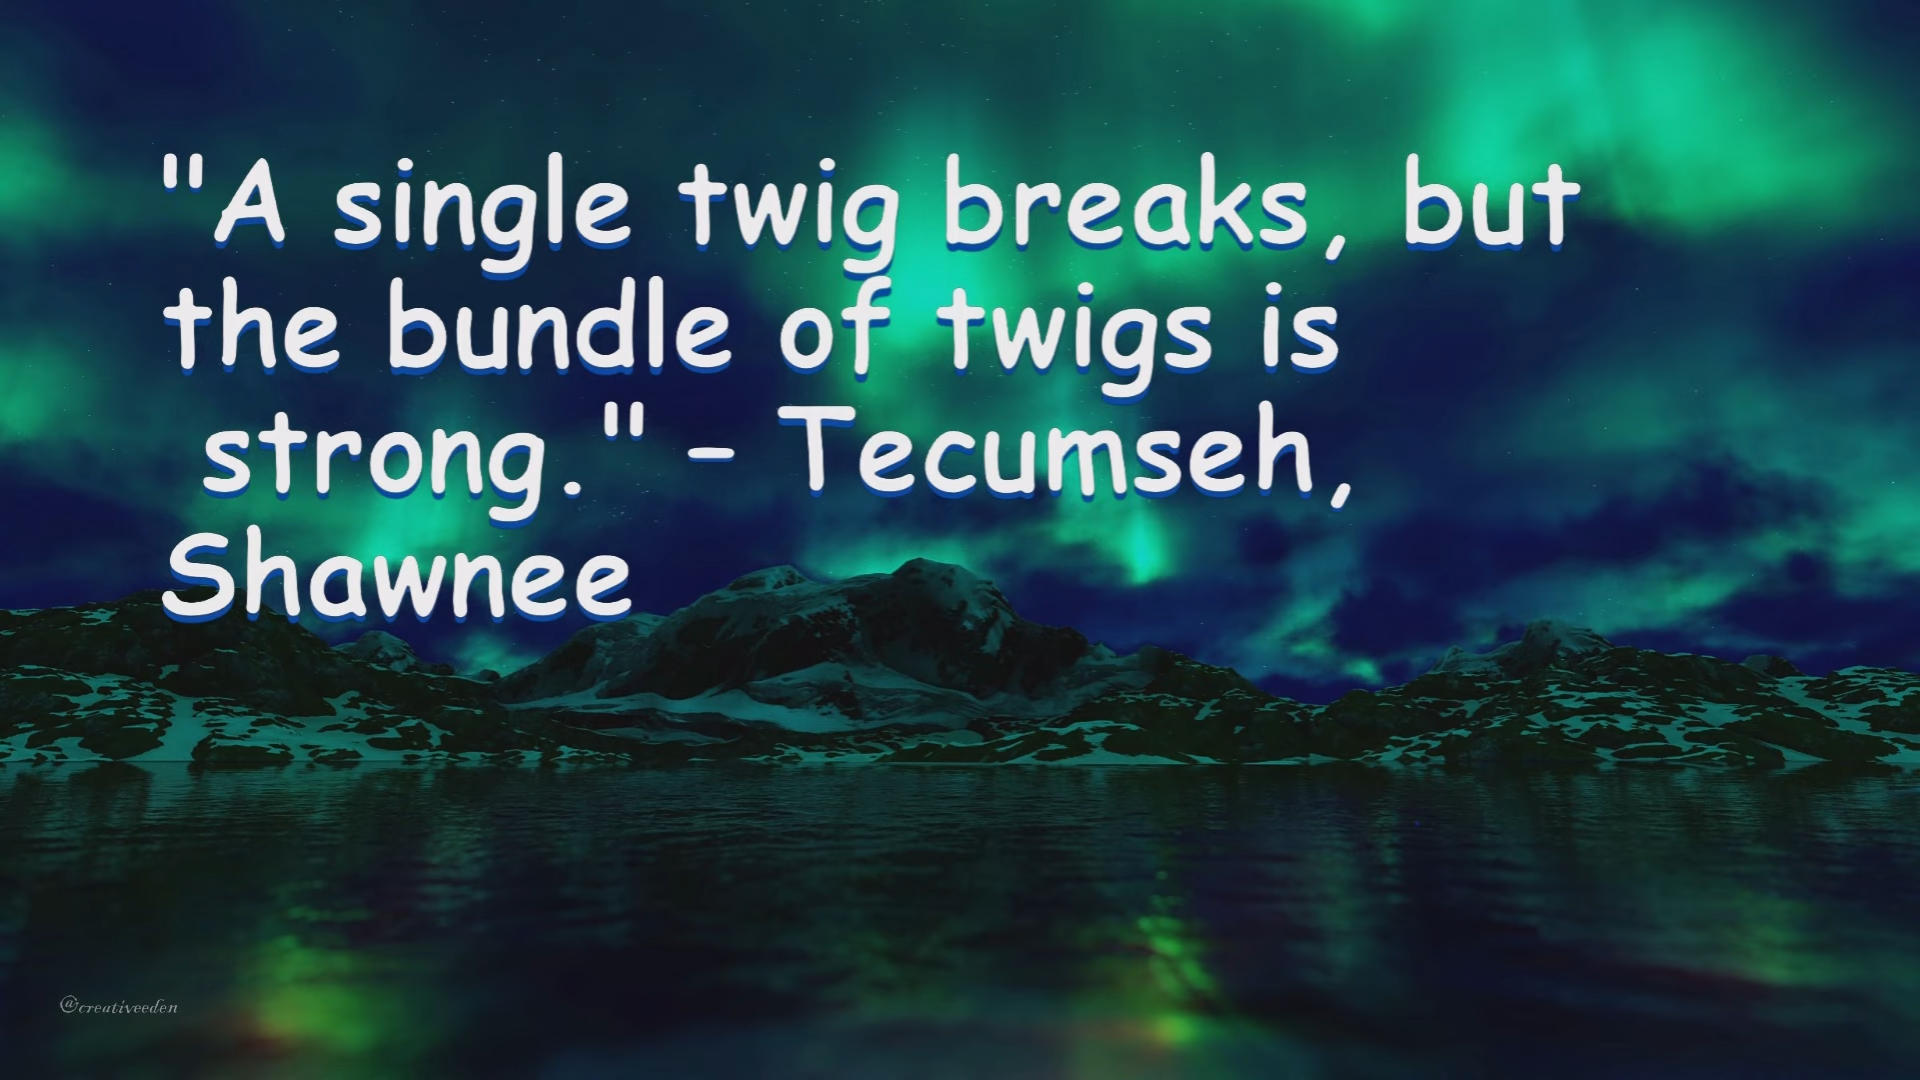 "A single twig breaks, but
the bundle of twigs is
strong." – Tecumseh,
Shawnee
@creativeeden